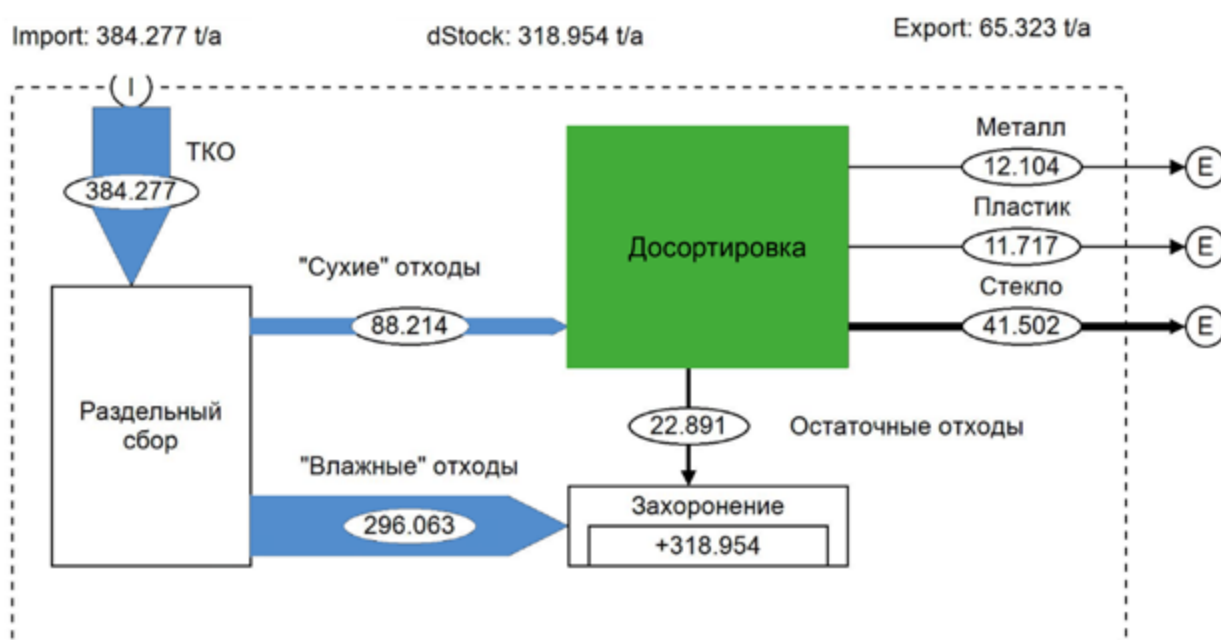 Import: 384.277 t/a
dStock: 318.954 t/a
Export: 65.323 t/a
I
ТКО
384.277
Металл
12.104
E
Пластик
11.717
E
Досортировка
"Сухие" отходы
88.214
Стекло
41.502
E
Раздельный
сбор
22.891
Остаточные отходы
"Влажные" отходы
296.063
Захоронение
+318.954